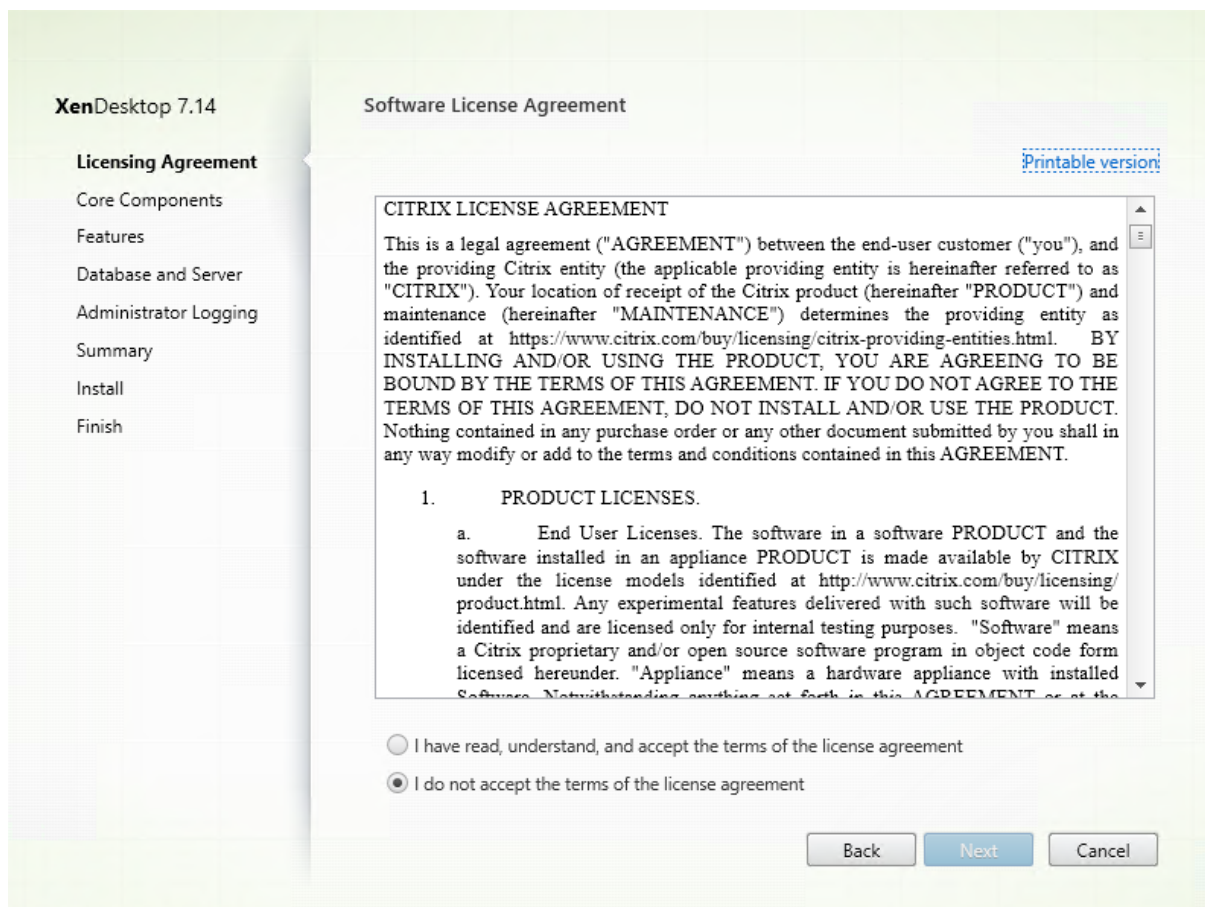 XenDesktop 7.14
Licensing Agreement
Core Components
Features
Database and Server
Administrator Logging
Summary
Install
Finish
Software License Agreement
Printable version
CITRIX LICENSE AGREEMENT
This is a legal agreement ("AGREEMENT") between the end-user customer ("you"), and
the providing Citrix entity (the applicable providing entity is hereinafter referred to as
"CITRIX"). Your location of receipt of the Citrix product (hereinafter "PRODUCT") and
maintenance (hereinafter "MAINTENANCE") determines the providing entity as
identified at https://www.citrix.com/buy/licensing/citrix-providing-entities.html. BY
INSTALLING AND/OR USING THE PRODUCT, YOU ARE AGREEING TO BE
BOUND BY THE TERMS OF THIS AGREEMENT. IF YOU DO NOT AGREE TO THE
TERMS OF THIS AGREEMENT, DO NOT INSTALL AND/OR USE THE PRODUCT.
Nothing contained in any purchase order or any other document submitted by you shall in
any way modify or add to the terms and conditions contained in this AGREEMENT.
1. PRODUCT LICENSES.
a. End User Licenses. The software in a software PRODUCT and the
software installed in an appliance PRODUCT is made available by CITRIX
under the license models identified at http://www.citrix.com/buy/licensing/
product.html. Any experimental features delivered with such software will be
identified and are licensed only for internal testing purposes. "Software" means
a Citrix proprietary and/or open source software program in object code form
licensed hereunder. "Appliance" means a hardware appliance with installed
Software. Notwithstanding anything set forth in this AGREEMENT or at the
I have read, understand, and accept the terms of the license agreement
I do not accept the terms of the license agreement
Back
Next
Cancel